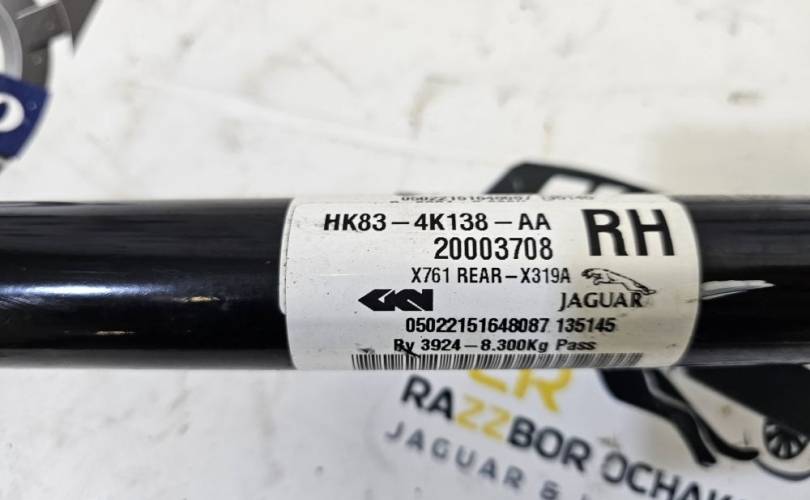 HK83-4K138-AA RH
20003708
X761 REAR-X319A
GKN JAGUAR
05022151648087 135145
By 3924-8.300Kg Pass
RAZZBOR OCHAK
JAGUAR &